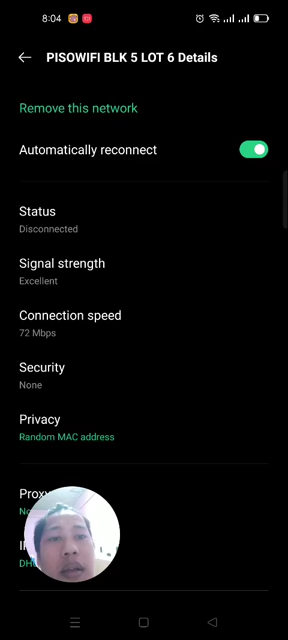 8:04
PISOWIFI BLK 5 LOT 6 Details
Remove this network
Automatically reconnect
Status
Disconnected
Signal strength
Excellent
Connection speed
72 Mbps
Security
None
Privacy
Random MAC address